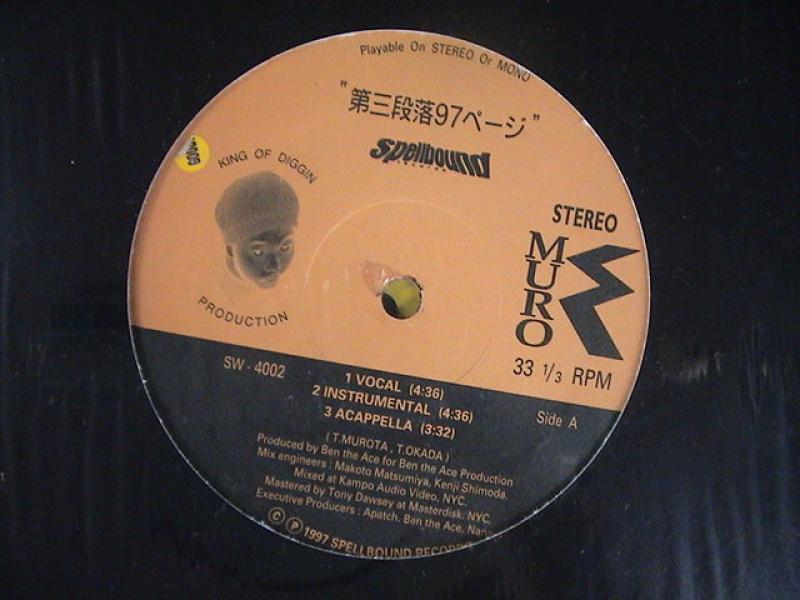 Playable On STEREO Or MONO
"第三段落97ページ"
spellbound
KING OF DIGGIN
PRODUCTION
STEREO
MURO
33 1/3 RPM
SW - 4002
Side A
1 VOCAL (4:36)
2 INSTRUMENTAL (4:36)
3 ACAPPELLA (3:32)
( T.MUROTA , T.OKADA )
Produced by Ben the Ace for Ben the Ace Production
Mix engineers : Makoto Matsumiya, Kenji Shimoda.
Mixed at Kampo Audio Video, NYC.
Mastered by Tony Dawsey at Masterdisk. NYC.
Executive Producers : Apatch. Ben the Ace,
Ⓒ Ⓟ 1997 SPELLBOUND RECORDS